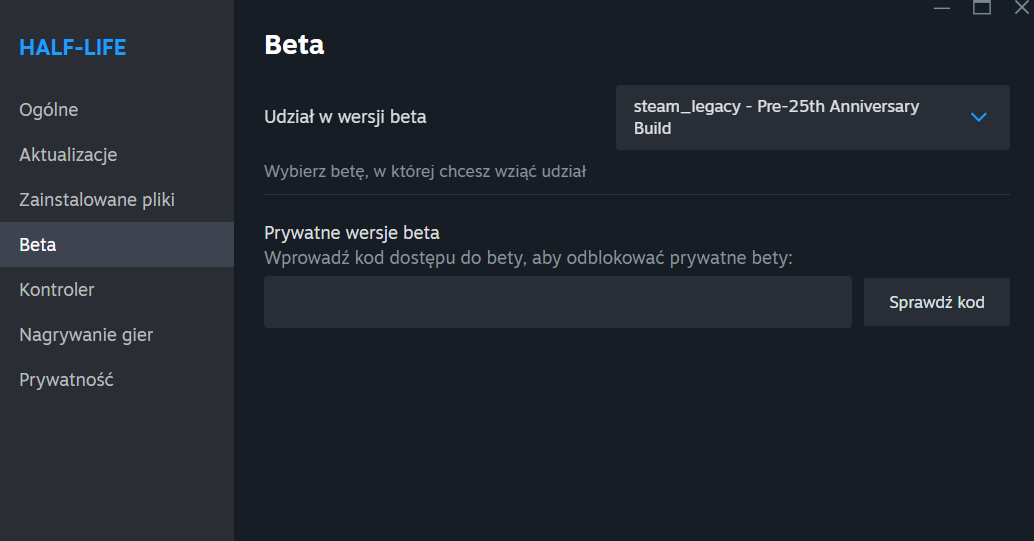 HALF-LIFE
Ogólne
Aktualizacje
Zainstalowane pliki
Beta
Kontroler
Nagrywanie gier
Prywatność
Beta
Udział w wersji beta
steam_legacy - Pre-25th Anniversary
Build
Wybierz betę, w której chcesz wziąć udział
Prywatne wersje beta
Wprowadź kod dostępu do bety, aby odblokować prywatne bety:
Sprawdź kod